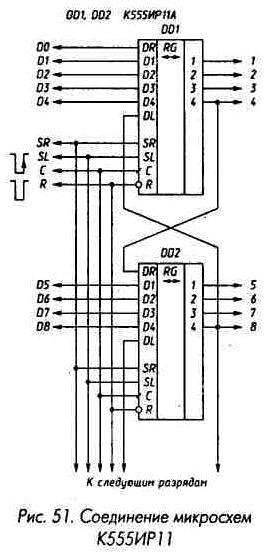 DD1, DD2 К555ИР11А
DD1
D0 DR RG
D1 D1 1 1
D2 D2 2 2
D3 D3 3 3
D4 D4 4 4
DL
SR SR
SL SL
C C
R R
DD2
DR RG
D5 D1 1 5
D6 D2 2 6
D7 D3 3 7
D8 D4 4 8
DL
SR
SL
C
R
К следующим разрядам
Рис. 51. Соединение микросхем
К555ИР11